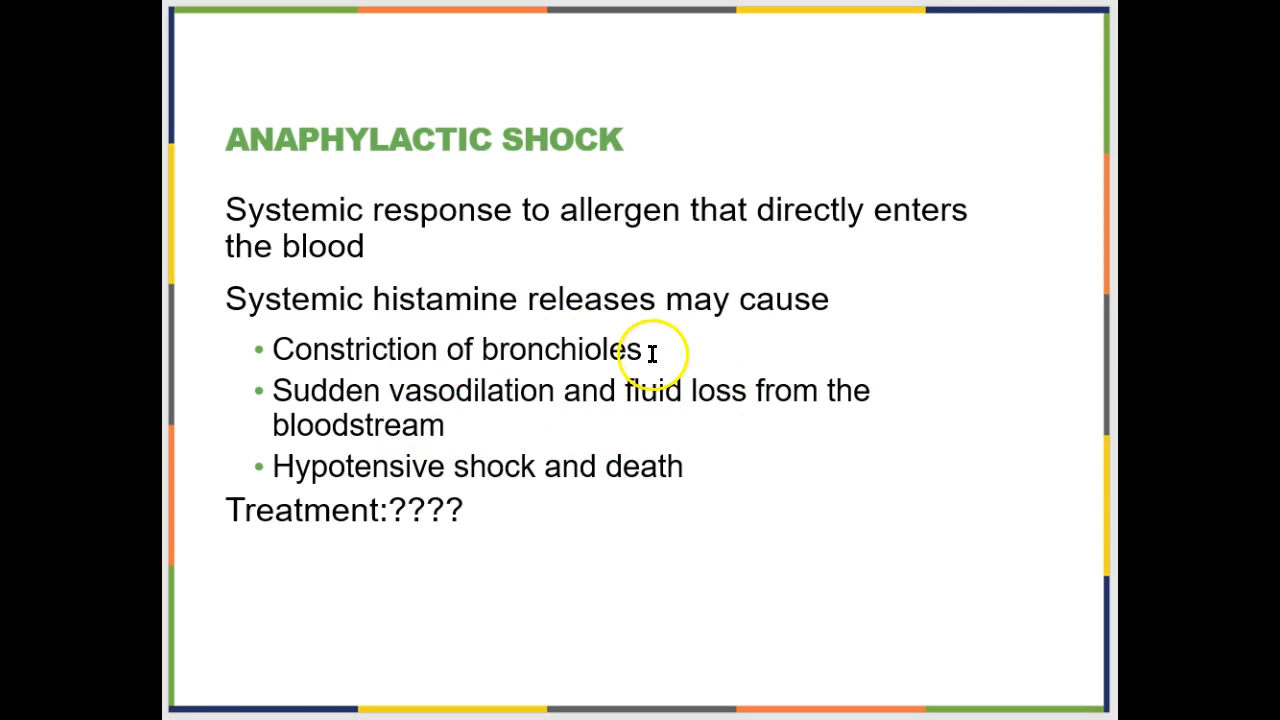 ANAPHYLACTIC SHOCK
Systemic response to allergen that directly enters
the blood
Systemic histamine releases may cause
• Constriction of bronchioles
• Sudden vasodilation and fluid loss from the
bloodstream
• Hypotensive shock and death
Treatment:????